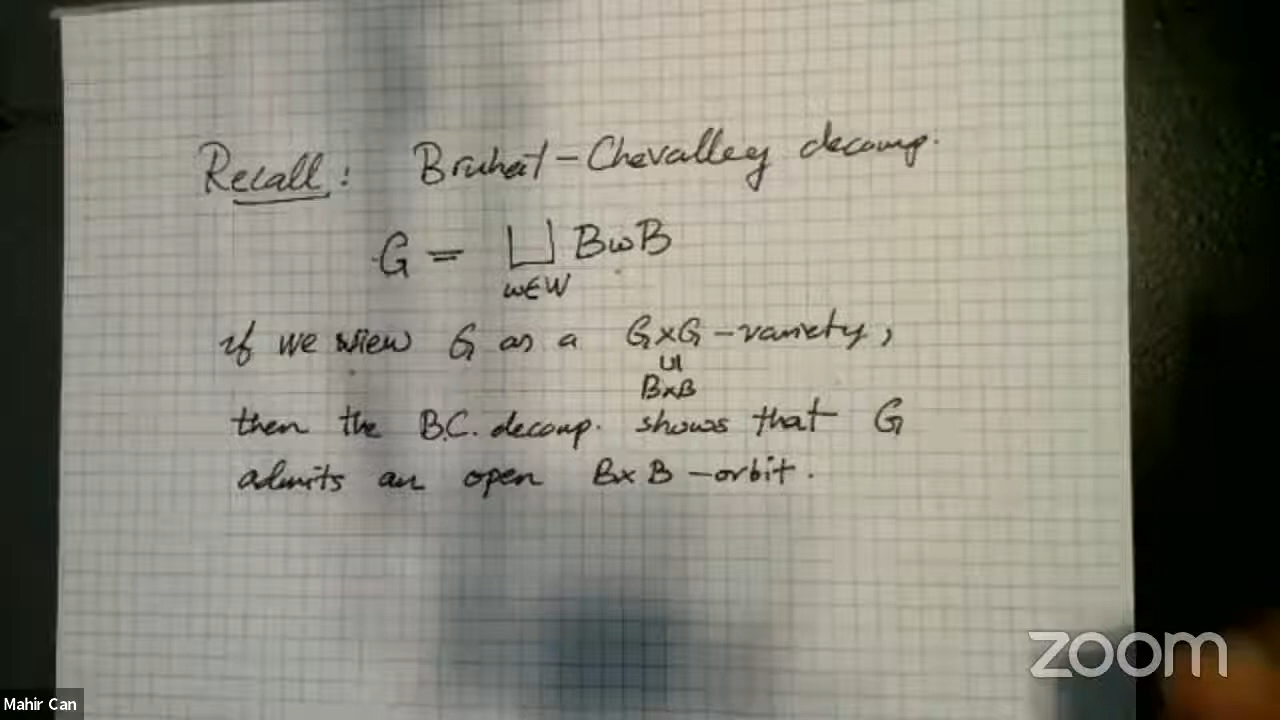 Recall: Bruhat-Chevalley decomp.
G = ⨆ BwB
w∈W
if we view G as a G×G-variety,
∪|
B×B
then the B.C. decomp. shows that G
admits an open B×B-orbit.
zoom
Mahir Can